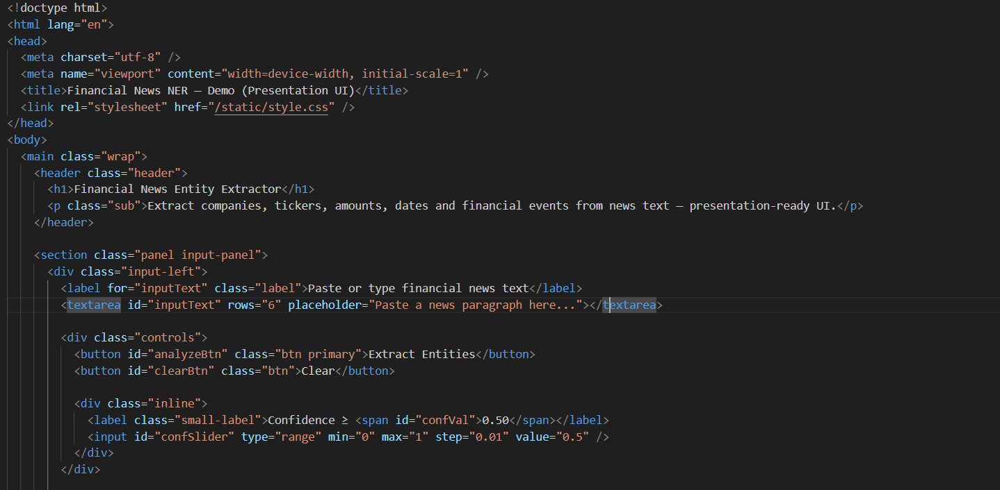 <!doctype html>
<html lang="en">
<head>
  <meta charset="utf-8" />
  <meta name="viewport" content="width=device-width, initial-scale=1" />
  <title>Financial News NER — Demo (Presentation UI)</title>
  <link rel="stylesheet" href="/static/style.css" />
</head>
<body>
  <main class="wrap">
    <header class="header">
      <h1>Financial News Entity Extractor</h1>
      <p class="sub">Extract companies, tickers, amounts, dates and financial events from news text — presentation-ready UI.</p>
    </header>

    <section class="panel input-panel">
      <div class="input-left">
        <label for="inputText" class="label">Paste or type financial news text</label>
        <textarea id="inputText" rows="6" placeholder="Paste a news paragraph here..."></textarea>

        <div class="controls">
          <button id="analyzeBtn" class="btn primary">Extract Entities</button>
          <button id="clearBtn" class="btn">Clear</button>

          <div class="inline">
            <label class="small-label">Confidence ≥ <span id="confVal">0.50</span></label>
            <input id="confSlider" type="range" min="0" max="1" step="0.01" value="0.5" />
          </div>
        </div>